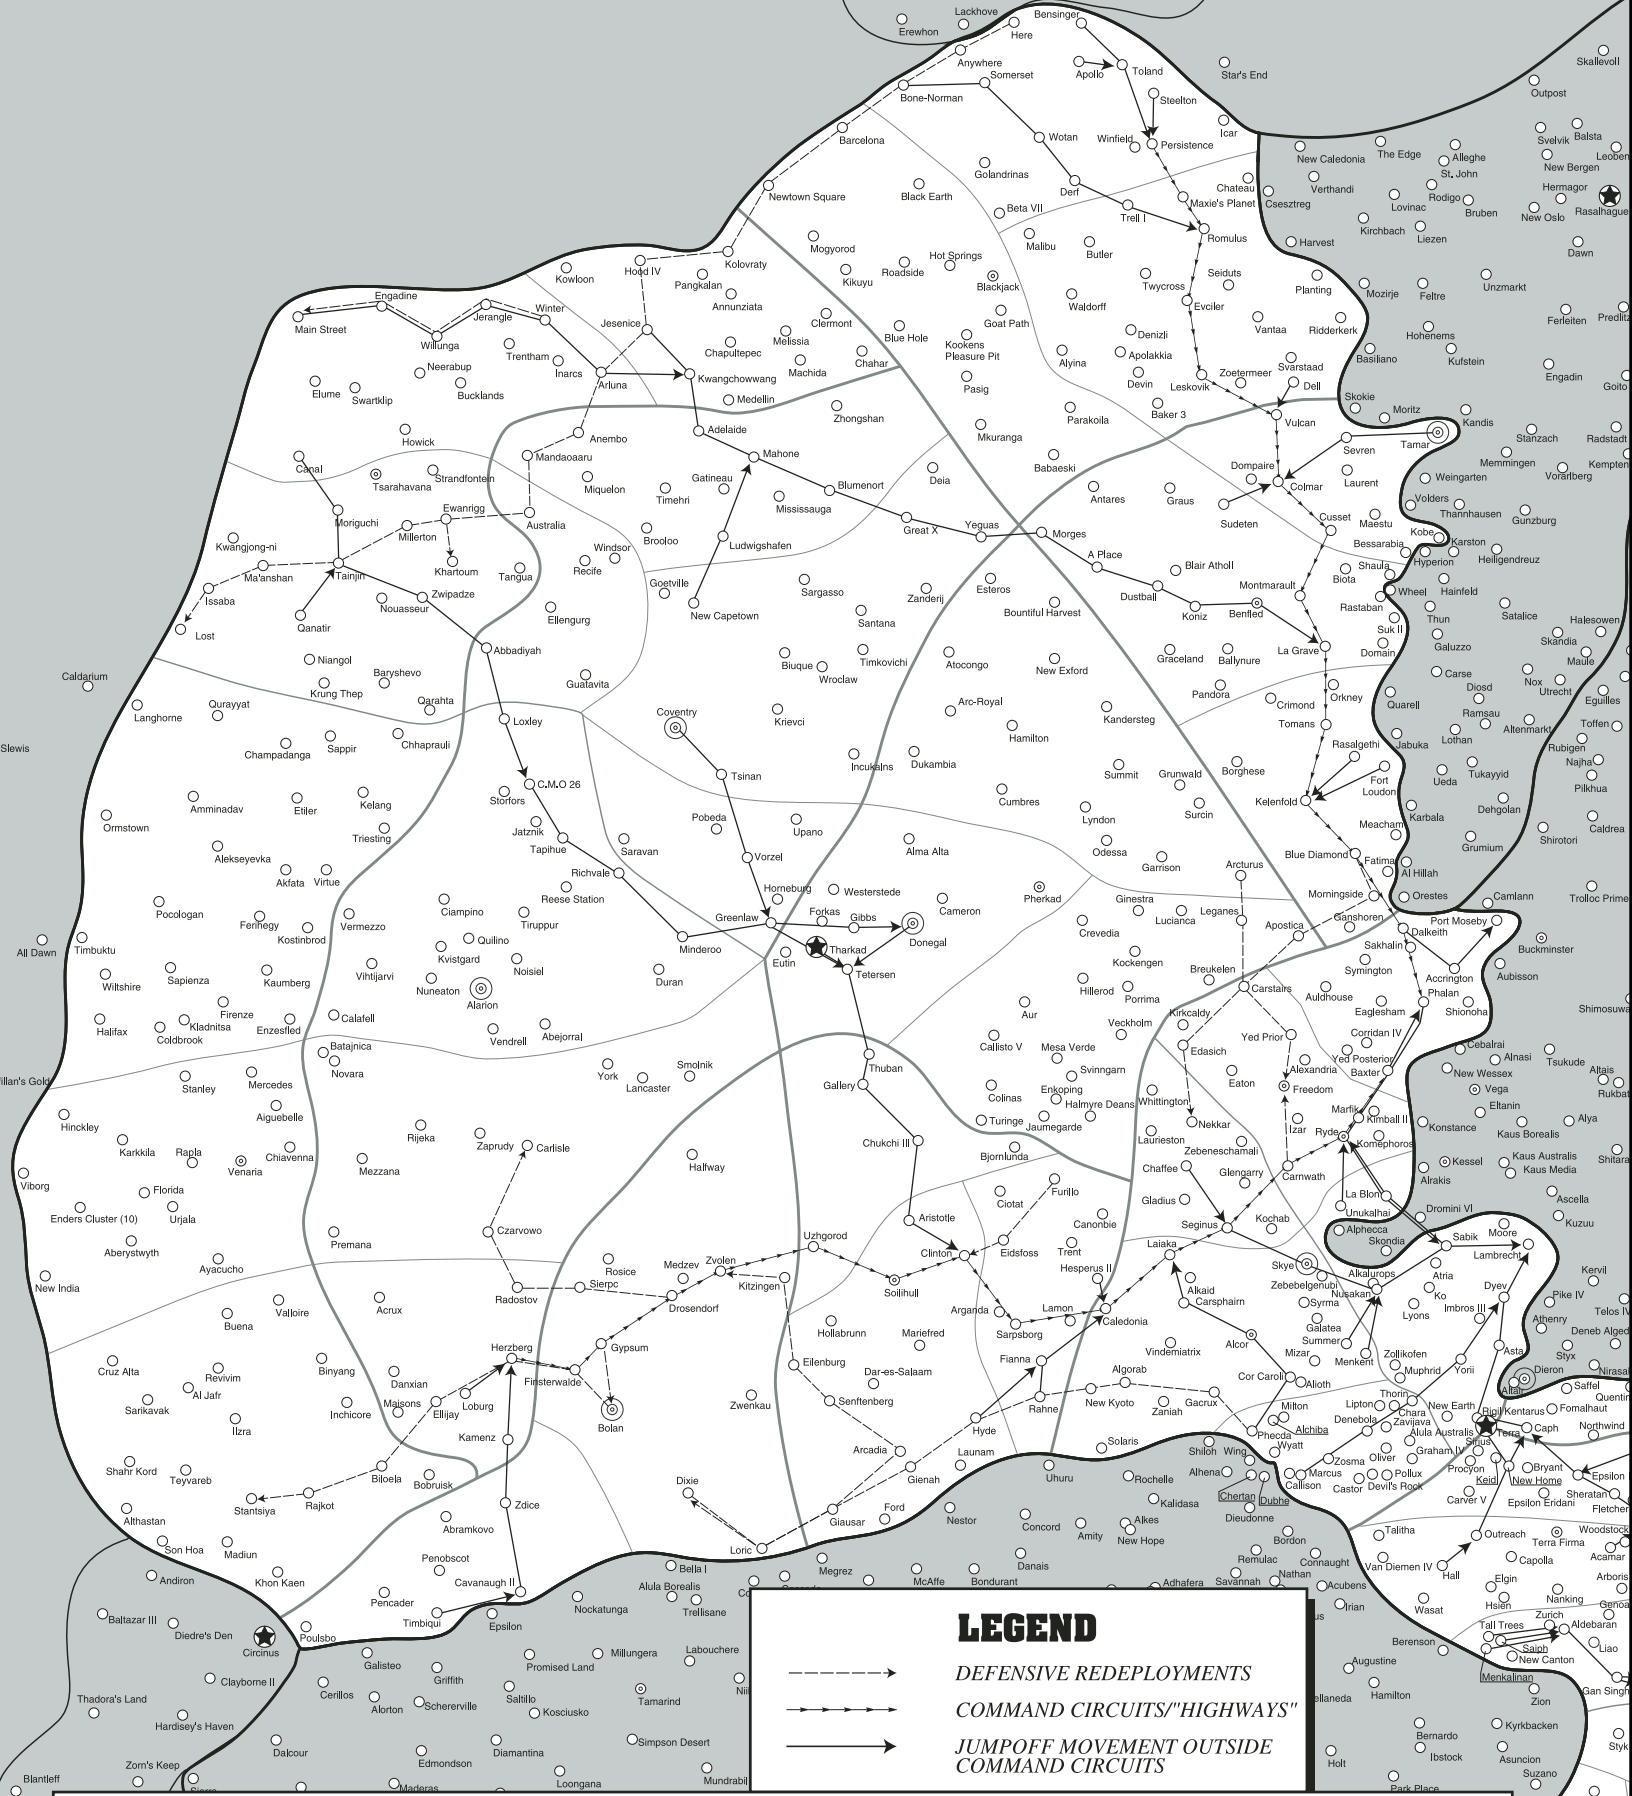 Lackhove
Bensinger
Erewhon
Here
Skallevoll
Anywhere
Apollo
Toland
Star's End
Somerset
Outpost
Bone-Norman
Steelton
Icar
Svelvik
Balsta
Barcelona
Wotan
Winfield
Persistence
New Caledonia
The Edge
Alleghe
New Bergen
Leoben
Golandrinas
St. John
Verthandi
Hermagor
Newtown Square
Black Earth
Derf
Chateau
Csesztreg
Maxie's Planet
Lovinac
Rodigo
Bruben
New Oslo
Rasalhague
Beta VII
Trell I
Kirchbach
Liezen
Mogyorod
Malibu
Butler
Romulus
Harvest
Dawn
Kolovraty
Hot Springs
Roadside
Kowloon
Hood IV
Pangkalan
Kikuyu
Blackjack
Twycross
Seiduts
Planting
Mozirje
Feltre
Unzmarkt
Engadine
Annunziata
Waldorff
Evciler
Main Street
Jerangle
Winter
Jesenice
Clermont
Goat Path
Vantaa
Ridderkerk
Ferleiten
Predlitz
Willunga
Trentham
Melissia
Blue Hole
Kookens
Pleasure Pit
Denizli
Hohenems
Chapultepec
Chahar
Alyina
Apolakkia
Basiliano
Kufstein
Neerabup
Inarcs
Machida
Devin
Svarstaad
Zoetermeer
Engadin
Elume
Swartklip
Bucklands
Arluna
Kwangchowwang
Pasig
Leskovik
Dell
Goito
Medellin
Zhongshan
Parakoila
Baker 3
Skokie
Moritz
Howick
Anembo
Adelaide
Mkuranga
Vulcan
Kandis
Canal
Tsarahavana
Strandfontein
Mandaoaaru
Mahone
Babaeski
Dompaire
Sevren
Tamar
Stanzach
Radstadt
Gatineau
Miquelon
Timehri
Blumenort
Deia
Antares
Graus
Colmar
Laurent
Weingarten
Memmingen
Vorarlberg
Kempten
Moriguchi
Ewanrigg
Millerton
Australia
Mississauga
Sudeten
Volders
Thannhausen
Gunzburg
Kwangjong-ni
Windsor
Brooloo
Ludwigshafen
Great X
Yeguas
Morges
Cusset
Maestu
Bessarabia
Kobe
Karston
Ma'anshan
Tainjin
Khartoum
Tangua
Recife
A Place
Blair Atholl
Montmarault
Biota
Shaula
Hyperion
Heiligendreuz
Issaba
Nouasseur
Zwipadze
Goetville
Sargasso
Zanderij
Esteros
Dustball
Rastaban
Wheel
Hainfeld
Lost
Qanatir
Ellengurg
New Capetown
Santana
Bountiful Harvest
Koniz
Benfled
Suk II
Thun
Satalice
Halesowen
Niangol
Abbadiyah
Biuque
Timkovichi
Atocongo
New Exford
Graceland
Ballynure
La Grave
Domain
Galuzzo
Skandia
Maule
Caldarium
Krung Thep
Baryshevo
Guatavita
Wroclaw
Pandora
Orkney
Carse
Nox
Utrecht
Langhorne
Qurayyat
Qarahta
Coventry
Krievci
Arc-Royal
Kandersteg
Crimond
Quarell
Diosd
Ramsau
Eguilles
Slewis
Champadanga
Sappir
Chhaprauli
Loxley
Hamilton
Tomans
Jabuka
Lothan
Altenmarkt
Toffen
Rubigen
Incukalns
Dukambia
Rasalgethi
Najha
C.M.O 26
Tsinan
Summit
Grunwald
Borghese
Fort
Loudon
Ueda
Tukayyid
Pilkhua
Amminadav
Etiler
Kelang
Storfors
Cumbres
Surcin
Kelenfold
Dehgolan
Ormstown
Triesting
Jatznik
Pobeda
Upano
Lyndon
Meacham
Karbala
Caldrea
Alekseyevka
Tapihue
Saravan
Alma Alta
Odessa
Shirotori
Akfata
Virtue
Richvale
Vorzel
Garrison
Arcturus
Blue Diamond
Fatima
Al Hillah
Grumium
Pocologan
Reese Station
Horneburg
Westerstede
Pherkad
Morningside
Orestes
Camlann
Trolloc Prime
Ferihegy
Vermezzo
Ciampino
Tiruppur
Greenlaw
Forkas
Gibbs
Cameron
Ginestra
Lucianca
Leganes
Ganshoren
Port Moseby
Timbuktu
Kostinbrod
Quilino
Donegal
Crevedia
Apostica
Dalkeith
All Dawn
Kvistgard
Minderoo
Eutin
Tharkad
Sakhalin
Buckminster
Wiltshire
Sapienza
Kaumberg
Vihtijarvi
Noisiel
Duran
Tetersen
Kockengen
Breukelen
Symington
Accrington
Aubisson
Nuneaton
Alarion
Hillerod
Porrima
Carstairs
Auldhouse
Phalan
Halifax
Firenze
Kladnitsa
Coldbrook
Enzesfled
Calafell
Vendrell
Abejorral
Aur
Kirkcaldy
Eaglesham
Shionoha
Shimosuwa
Veckholm
Batajnica
Callisto V
Mesa Verde
Edasich
Yed Prior
Corridan IV
Yed Posterior
Cebalrai
Alnasi
Tsukude
Novara
York
Smolnik
Thuban
Svinngarn
Alexandria
Baxter
New Wessex
Altais
Stanley
Mercedes
Lancaster
Gallery
Colinas
Enkoping
Eaton
Freedom
Vega
Rukbat
Aiguebelle
Halmyre Deans
Whittington
Marfik
Eltanin
Hinckley
Rijeka
Turinge
Jaumegarde
Nekkar
Izar
Ryde
Kimball II
Konstance
Kaus Borealis
Alya
Karkkila
Rapla
Chiavenna
Zaprudy
Carlisle
Chukchi III
Laurieston
Zebeneschamali
Komephoros
Viborg
Venaria
Mezzana
Halfway
Bjornlunda
Chaffee
Glengarry
Carnwath
Kessel
Kaus Australis
Kaus Media
Shitara
Alrakis
Florida
Furillo
La Blon
Enders Cluster (10)
Urjala
Ciotat
Gladius
Unukalhai
Dromini VI
Ascella
Aberystwyth
Premana
Czarvowo
Uzhgorod
Aristotle
Canonbie
Seginus
Kochab
Alphecca
Skondia
Sabik
Moore
Kuzuu
Ayacucho
Clinton
Eidsfoss
Trent
Laiaka
Lambrecht
New India
Rosice
Medzev
Zvolen
Kitzingen
Soilihull
Hesperus II
Skye
Zebebelgenubi
Alkalurops
Nusakan
Atria
Kervil
Valloire
Acrux
Radostov
Sierpc
Drosendorf
Arganda
Lamon
Alkaid
Carsphairn
Syrma
Ko
Dyev
Pike IV
Buena
Hollabrunn
Mariefred
Sarpsborg
Caledonia
Galatea
Lyons
Imbros III
Telos IV
Athenry
Deneb Alged
Herzberg
Gypsum
Vindemiatrix
Alcor
Summer
Mizar
Menkent
Zollikofen
Asta
Styx
Cruz Alta
Revivim
Binyang
Danxian
Finsterwalde
Eilenburg
Dar-es-Salaam
Fianna
Algorab
Cor Caroli
Alioth
Muphrid
Yorii
Dieron
Nirasaki
Al Jafr
Sarikavak
Inchicore
Maisons
Ellijay
Loburg
Zwenkau
Senftenberg
Rahne
New Kyoto
Zaniah
Gacrux
Milton
Thorin
Lipton
Chara
Altair
Saffel
Quentin
New Earth
Rigil Kentarus
Fomalhaut
Ilzra
Kamenz
Bolan
Hyde
Alchiba
Denebola
Zavijava
Alula Australis
Terra
Caph
Northwind
Shahr Kord
Teyvareb
Biloela
Arcadia
Launam
Solaris
Shiloh
Wing
Phecda
Wyatt
Zosma
Oliver
Graham IV
Sirius
Procyon
Bobruisk
Gienah
Uhuru
Rochelle
Alhena
Marcus
Callison
Castor
Pollux
Devil's Rock
Keid
New Home
Bryant
Epsilon
Stantsiya
Rajkot
Dixie
Chertan
Dubhe
Carver V
Epsilon Eridani
Sheratan
Fletcher
Althastan
Zdice
Giausar
Ford
Nestor
Kalidasa
Dieudonne
Abramkovo
Concord
Amity
Alkes
New Hope
Bordon
Talitha
Outreach
Terra Firma
Woodstock
Son Hoa
Madiun
Penobscot
Loric
Danais
Remulac
Connaught
Van Diemen IV
Hall
Capolla
Acamar
Andiron
Khon Kaen
Cavanaugh II
Bella I
Megrez
McAffe
Bondurant
Adhafera
Savannah
Nathan
Acubens
Elgin
Arboris
Pencader
Alula Borealis
Trellisane
Nockatunga
Irian
Wasat
Hsien
Nanking
Genoa
Baltazar III
Timbiqui
Epsilon
Zurich
Aldebaran
Diedre's Den
Circinus
Poulsbo
Tall Trees
Berenson
Saiph
Liao
New Canton
Galisteo
Promised Land
Millungera
Labouchere
Augustine
Menkalinan
Clayborne II
Griffith
Gan Singh
Thadora's Land
Cerillos
Alorton
Schererville
Saltillo
Kosciusko
Tamarind
Hamilton
Zion
Hardisey's Haven
Bernardo
Kyrkbacken
Dalcour
Edmondson
Diamantina
Simpson Desert
Holt
Ibstock
Asuncion
Zorn's Keep
Blantleff
Maderas
Loongana
Mundrabil
Park Place
Suzano
LEGEND
DEFENSIVE REDEPLOYMENTS
COMMAND CIRCUITS/"HIGHWAYS"
JUMPOFF MOVEMENT OUTSIDE
COMMAND CIRCUITS